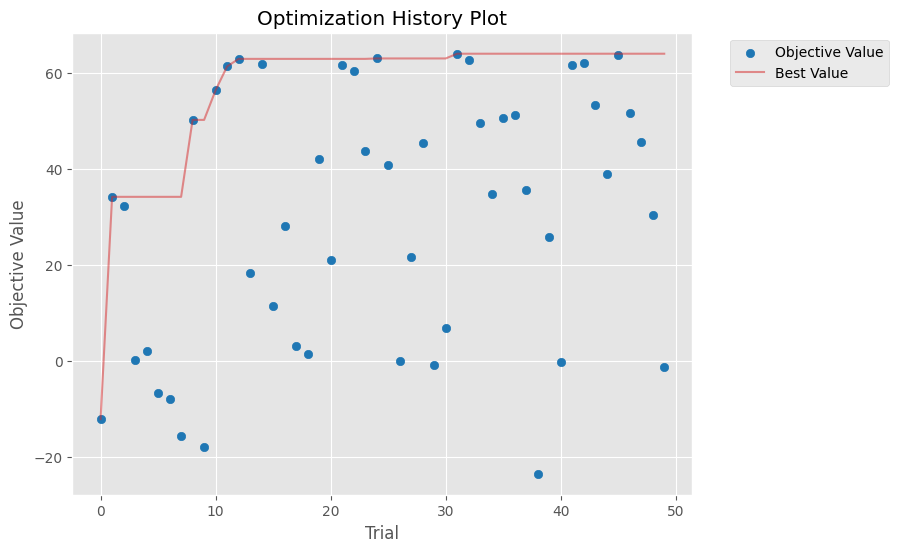 Optimization History Plot
Objective Value
Best Value
Objective Value
60
40
20
0
−20
0 10 20 30 40 50
Trial